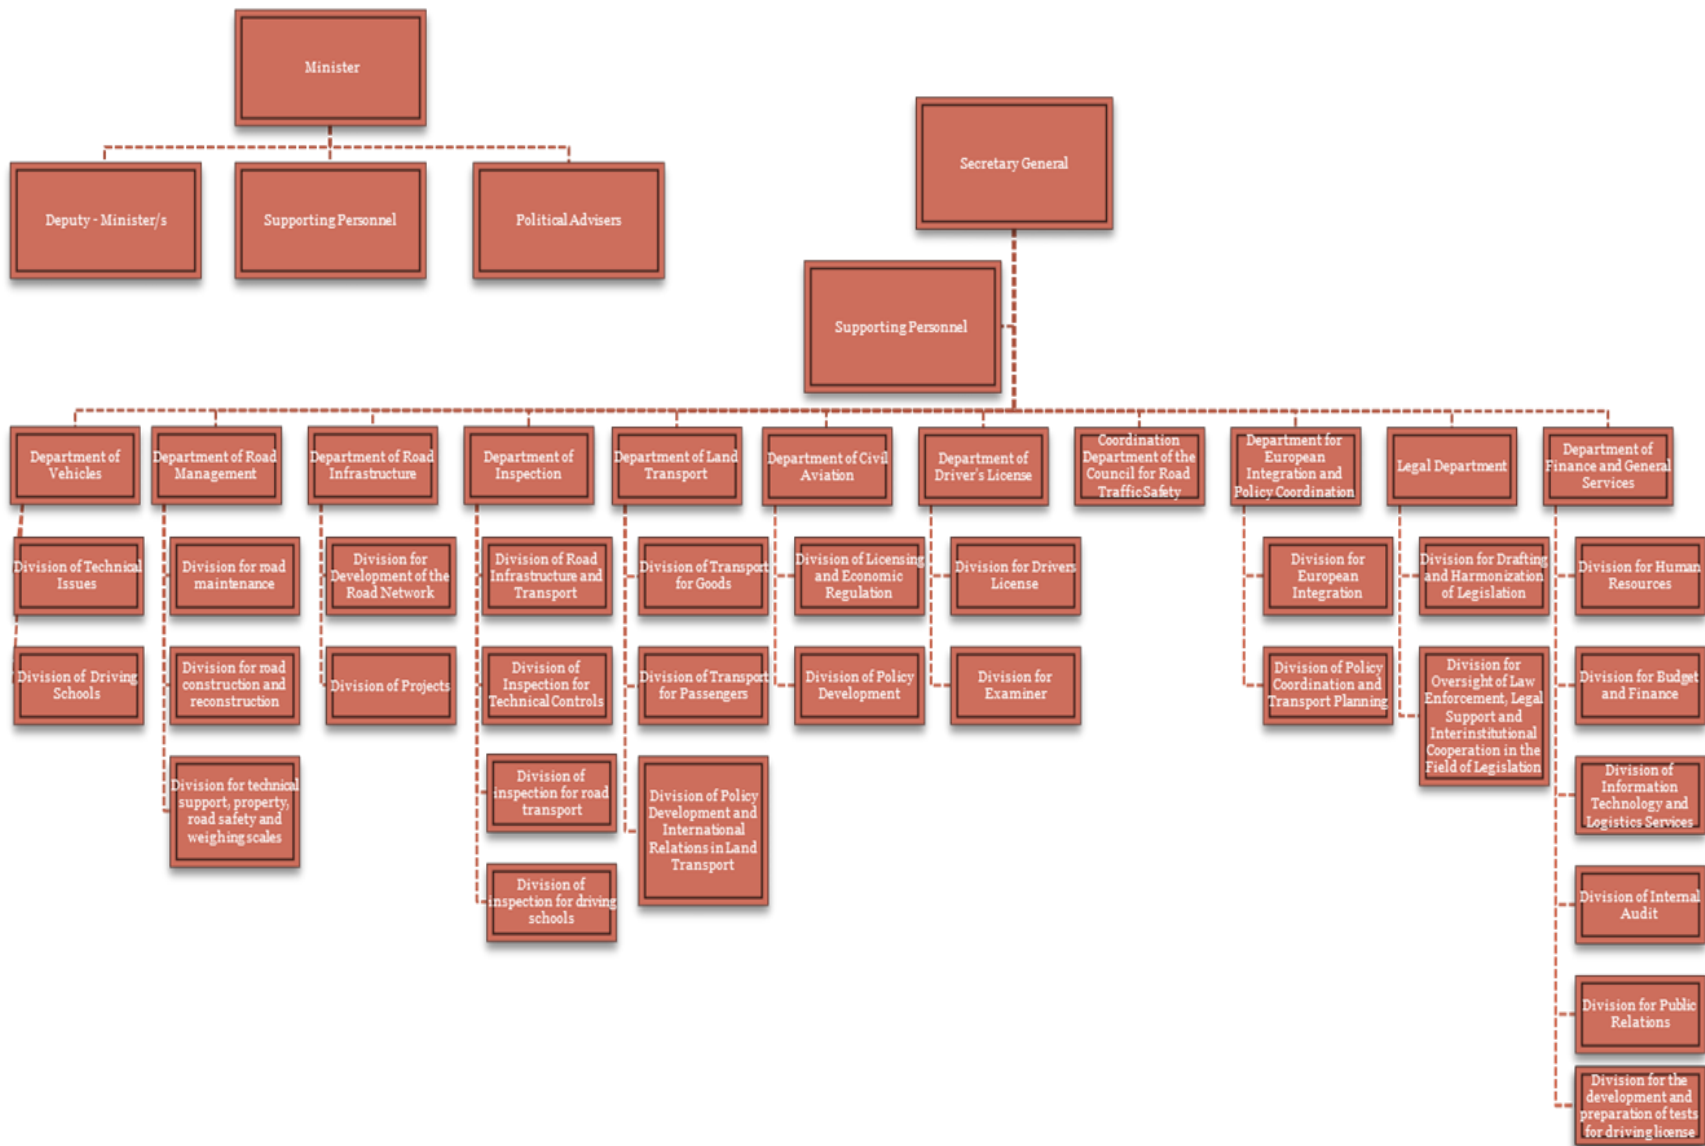 Minister
Deputy - Minister/s
Supporting Personnel
Political Advisers
Secretary General
Supporting Personnel
Department of
Vehicles
Division of Technical
Issues
Division of Driving
Schools
Department of Road
Management
Division for road
maintenance
Division for road
construction and
reconstruction
Division for technical
support, property,
road safety and
weighing scales
Department of Road
Infrastructure
Division for
Development of the
Road Network
Division of Projects
Department of
Inspection
Division of Road
Infrastructure and
Transport
Division of
Inspection for
Technical Controls
Division of
inspection for road
transport
Division of
inspection for driving
schools
Department of Land
Transport
Division of Transport
for Goods
Division of Transport
for Passengers
Division of Policy
Development and
International
Relations in Land
Transport
Department of Civil
Aviation
Division of Licensing
and Economic
Regulation
Division of Policy
Development
Department of
Driver's License
Division for Drivers
License
Division for
Examiner
Coordination
Department of the
Council for Road
Traffic Safety
Department for
European
Integration and
Policy Coordination
Division for
European
Integration
Division of Policy
Coordination and
Transport Planning
Legal Department
Division for Drafting
and Harmonization
of Legislation
Division for
Oversight of Law
Enforcement, Legal
Support and
Interinstitutional
Cooperation in the
Field of Legislation
Department of
Finance and General
Services
Division for Human
Resources
Division for Budget
and Finance
Division of
Information
Technology and
Logistics Services
Division of Internal
Audit
Division for Public
Relations
Division for the
development and
preparation of tests
for driving license